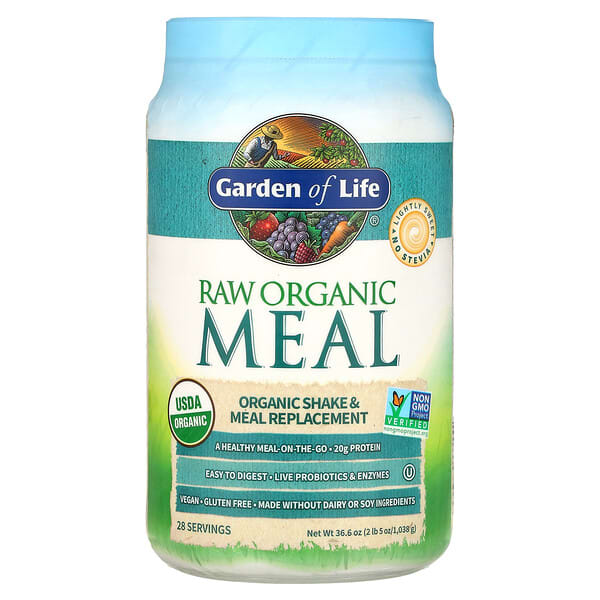 Garden of Life
®
LIGHTLY SWEET
NO STEVIA
RAW ORGANIC
MEAL
ORGANIC SHAKE &
MEAL REPLACEMENT
USDA
ORGANIC
NON
GMO
Project
VERIFIED
nongmoproject.org
A HEALTHY MEAL-ON-THE-GO • 20g PROTEIN
EASY TO DIGEST • LIVE PROBIOTICS & ENZYMES
U
VEGAN • GLUTEN FREE • MADE WITHOUT DAIRY OR SOY INGREDIENTS
28 SERVINGS
Net Wt 36.6 oz (2 lb 5 oz/1,038 g)